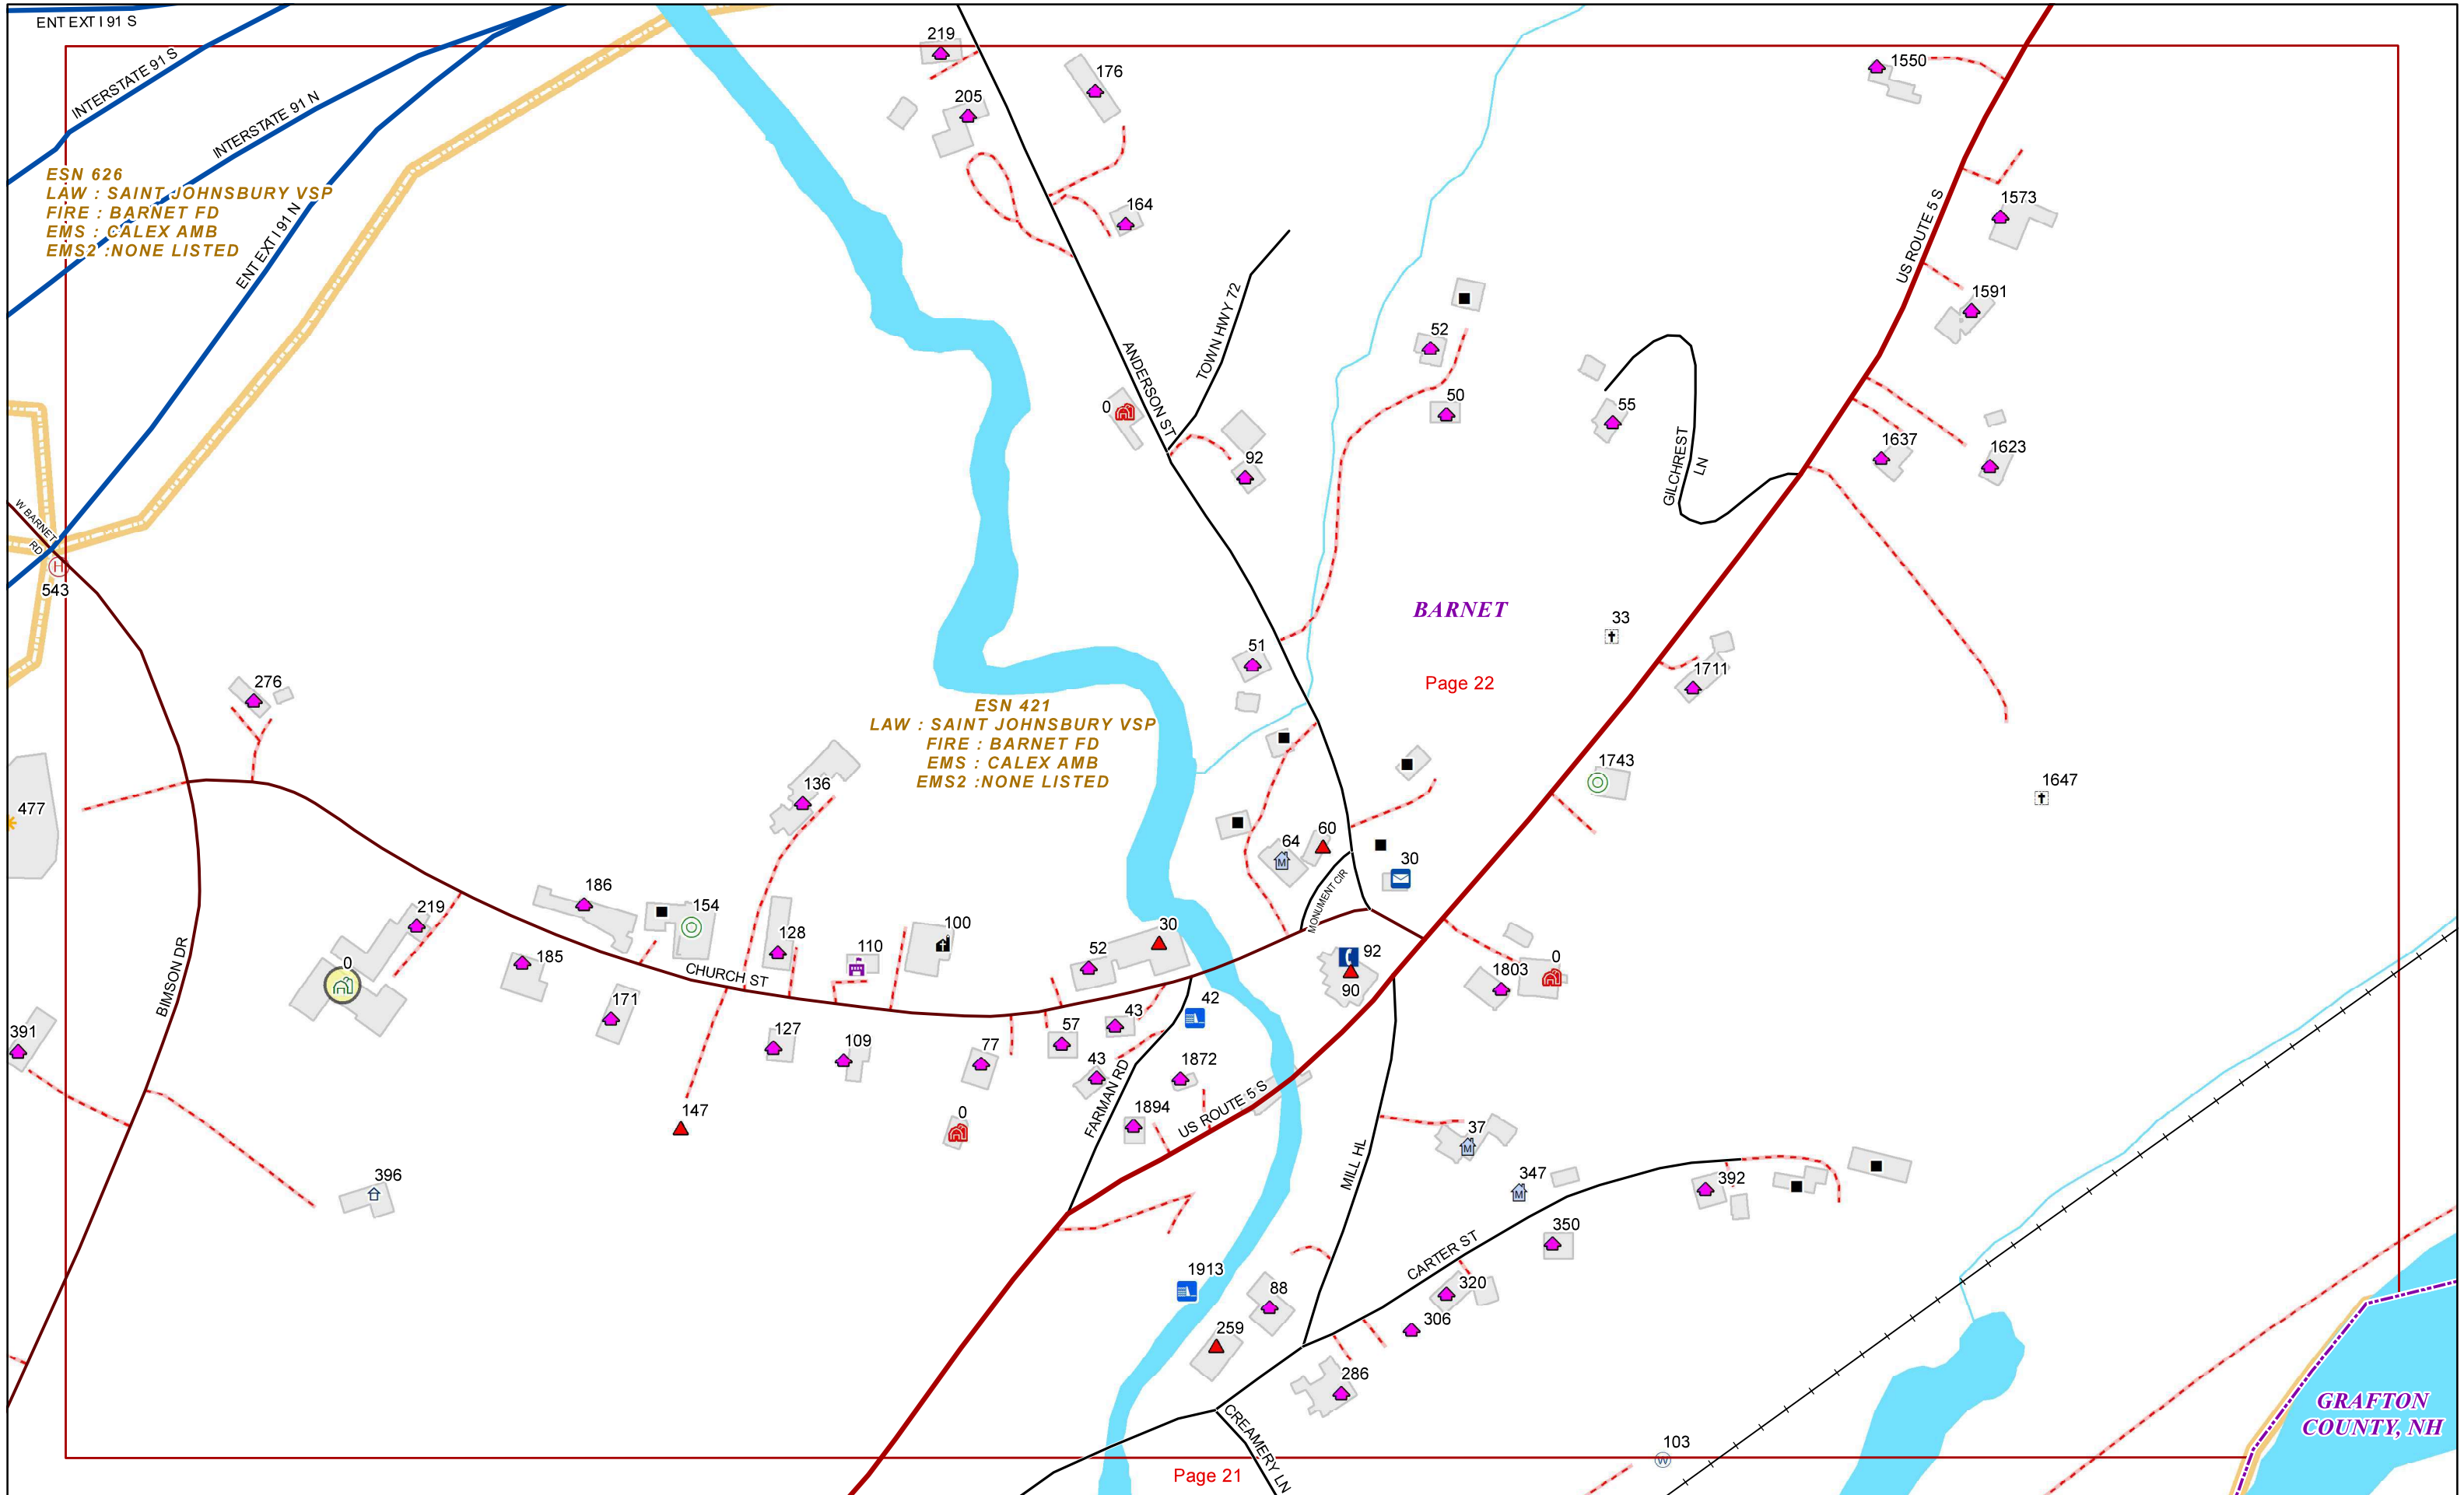 ENT EXT I 91 S
INTERSTATE 91 S
INTERSTATE 91 N
ENT EXT I 91 N
ESN 626
LAW : SAINT JOHNSBURY VSP
FIRE : BARNET FD
EMS : CALEX AMB
EMS2 :NONE LISTED
219
176
205
164
1550
1573
US ROUTE 5 S
1591
TOWN HWY 72
ANDERSON ST
0
92
52
50
55
GILCHREST
LN
1637
1623
W BARNET
RD
H
543
BARNET
33
51
Page 22
1711
276
ESN 421
LAW : SAINT JOHNSBURY VSP
FIRE : BARNET FD
EMS : CALEX AMB
EMS2 :NONE LISTED
1743
1647
477
136
64
M
60
30
MONUMENT CIR
219
186
154
128
110
100
52
30
92
90
1803
0
0
185
CHURCH ST
BIMSON DR
171
127
109
77
57
43
42
43
1872
391
147
0
1894
FARMAN RD
US ROUTE 5 S
MILL HL
37
M
396
347
M
392
350
CARTER ST
320
306
1913
88
259
286
CREAMERY LN
GRAFTON
COUNTY, NH
103
W
Page 21